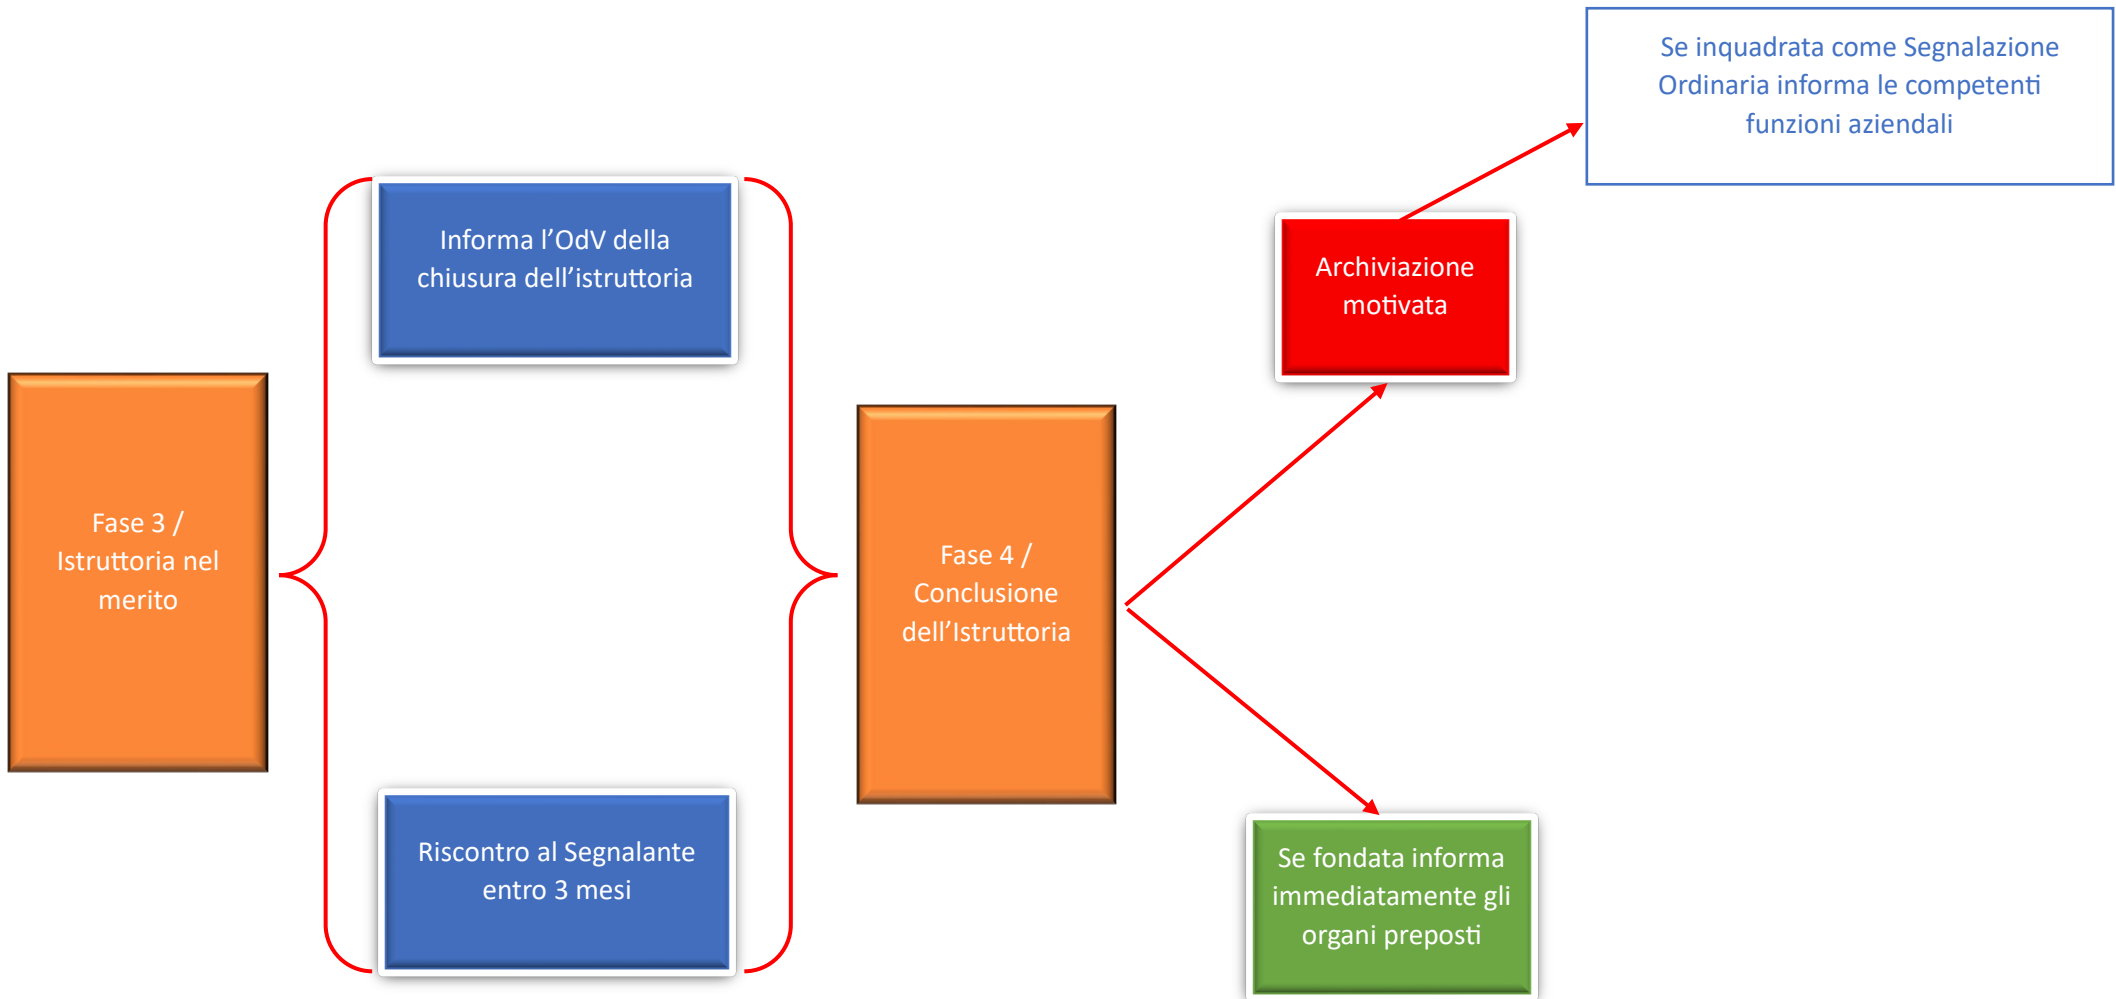 Fase 3 /
Istruttoria nel
merito
Informa l’OdV della
chiusura dell’istruttoria
Riscontro al Segnalante
entro 3 mesi
Fase 4 /
Conclusione
dell’Istruttoria
Archiviazione
motivata
Se inquadrata come Segnalazione
Ordinaria informa le competenti
funzioni aziendali
Se fondata informa
immediatamente gli
organi preposti